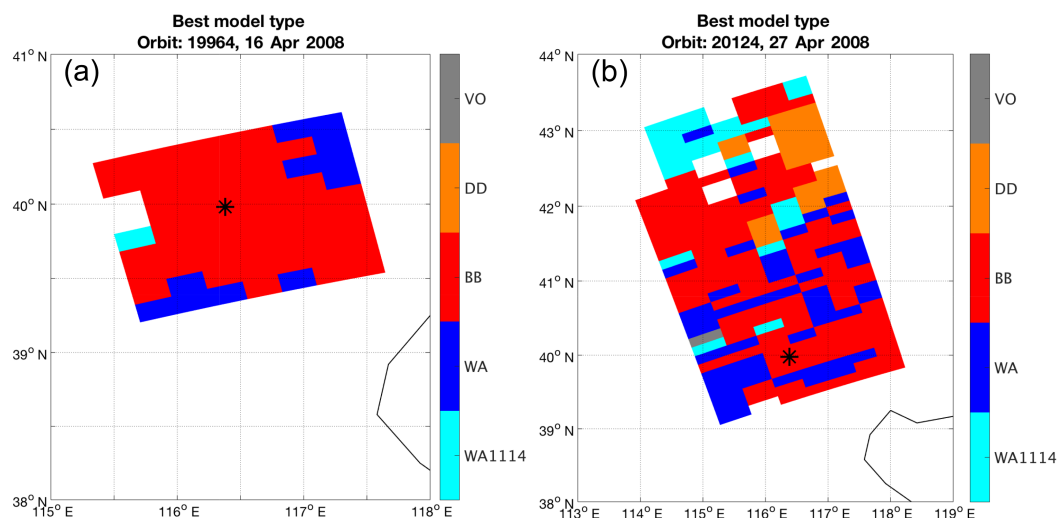 Best model type
Orbit: 19964, 16 Apr 2008
(a)
41° N
40° N
39° N
38° N
115° E
116° E
117° E
118° E
VO
DD
BB
WA
WA1114
Best model type
Orbit: 20124, 27 Apr 2008
(b)
44° N
43° N
42° N
41° N
40° N
39° N
38° N
113° E
114° E
115° E
116° E
117° E
118° E
119° E
VO
DD
BB
WA
WA1114